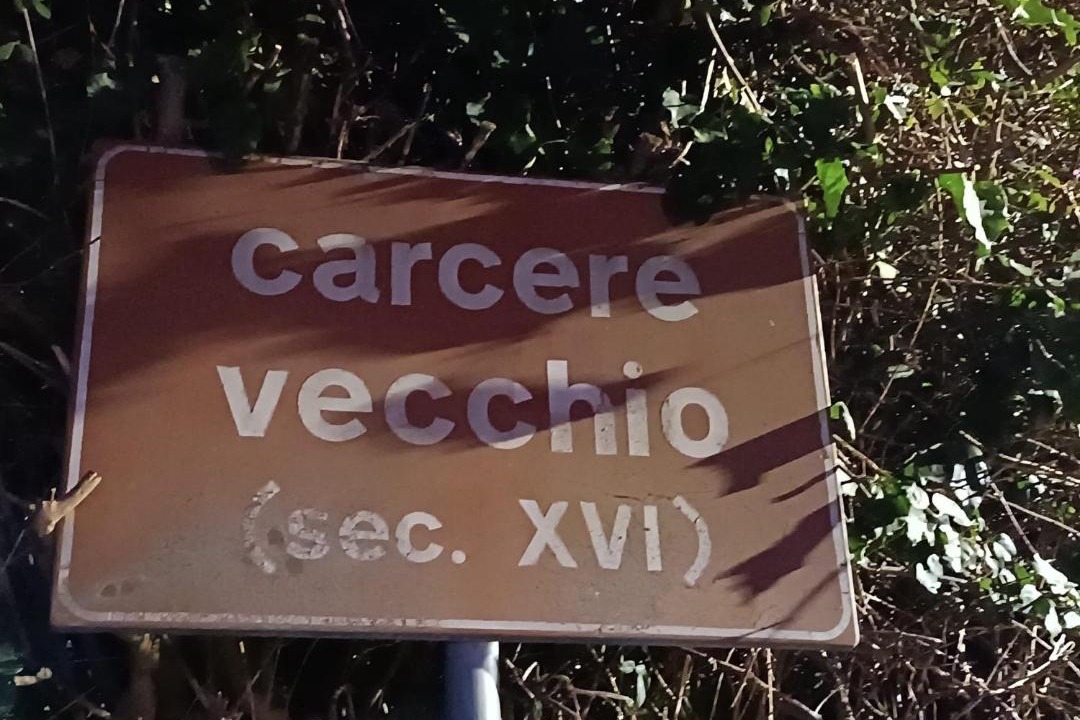 carcere
vecchio
(sec. XVI)